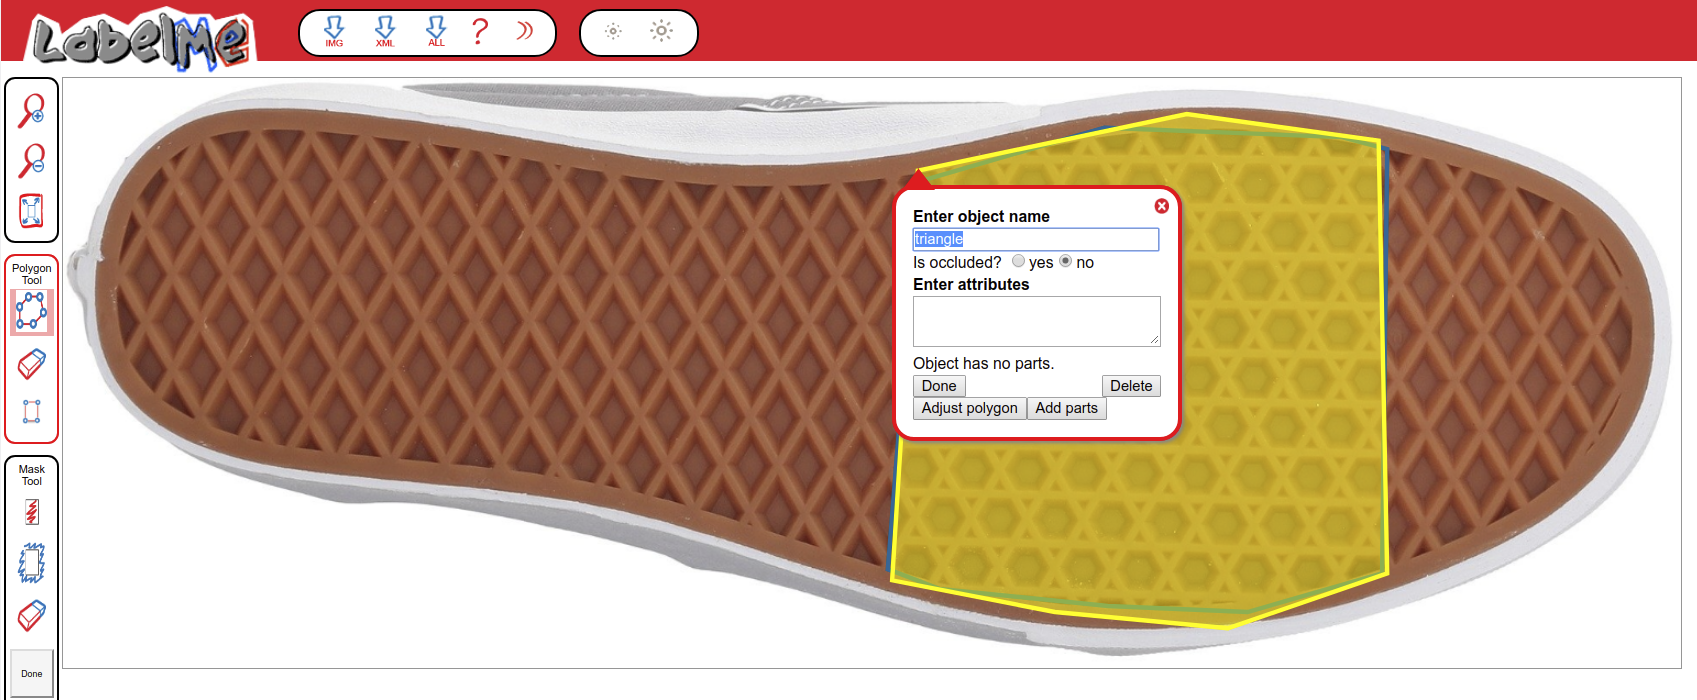 LabelMe
IMG XML ALL ?
Polygon
Tool
Enter object name
triangle
Is occluded? yes no
Enter attributes
Object has no parts.
Done Delete
Adjust polygon Add parts
Mask
Tool
Done